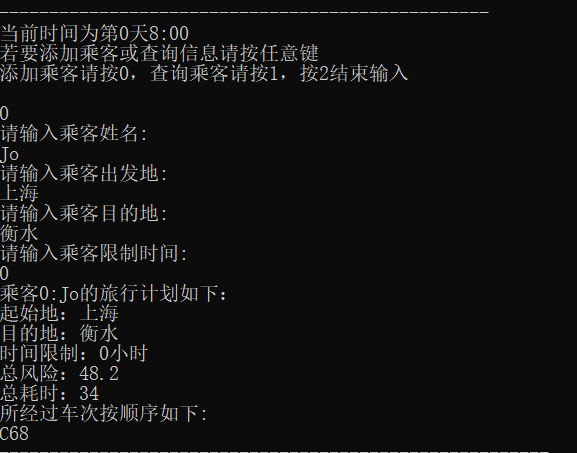 当前时间为第0天8:00
若要添加乘客或查询信息请按任意键
添加乘客请按0，查询乘客请按1，按2结束输入
0
请输入乘客姓名:
Jo
请输入乘客出发地:
上海
请输入乘客目的地:
衡水
请输入乘客限制时间:
0
乘客0:Jo的旅行计划如下：
起始地：上海
目的地：衡水
时间限制：0小时
总风险：48.2
总耗时：34
所经过车次按顺序如下:
C68